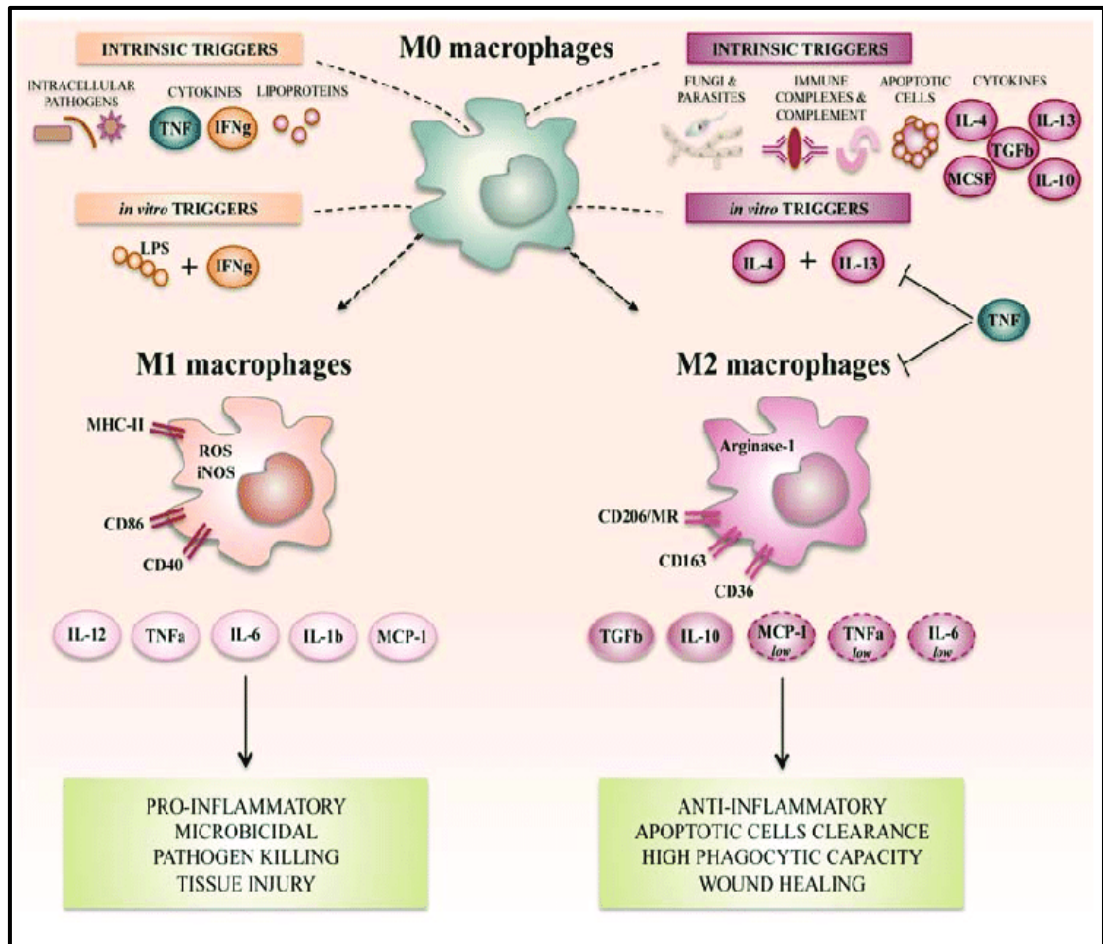 M0 macrophages
INTRINSIC TRIGGERS
INTRACELLULAR
PATHOGENS
CYTOKINES
LIPOPROTEINS
TNF
IFNg
in vitro TRIGGERS
LPS
+
IFNg
INTRINSIC TRIGGERS
FUNGI &
PARASITES
IMMUNE
COMPLEXES &
COMPLEMENT
APOPTOTIC
CELLS
CYTOKINES
IL-4
IL-13
TGFb
MCSF
IL-10
in vitro TRIGGERS
IL-4
+
IL-13
TNF
M1 macrophages
MHC-II
ROS
iNOS
CD86
CD40
IL-12
TNFa
IL-6
IL-1b
MCP-1
PRO-INFLAMMATORY
MICROBICIDAL
PATHOGEN KILLING
TISSUE INJURY
M2 macrophages
Arginase-1
CD206/MR
CD163
CD36
TGFb
IL-10
MCP-1
low
TNFa
low
IL-6
low
ANTI-INFLAMMATORY
APOPTOTIC CELLS CLEARANCE
HIGH PHAGOCYTIC CAPACITY
WOUND HEALING